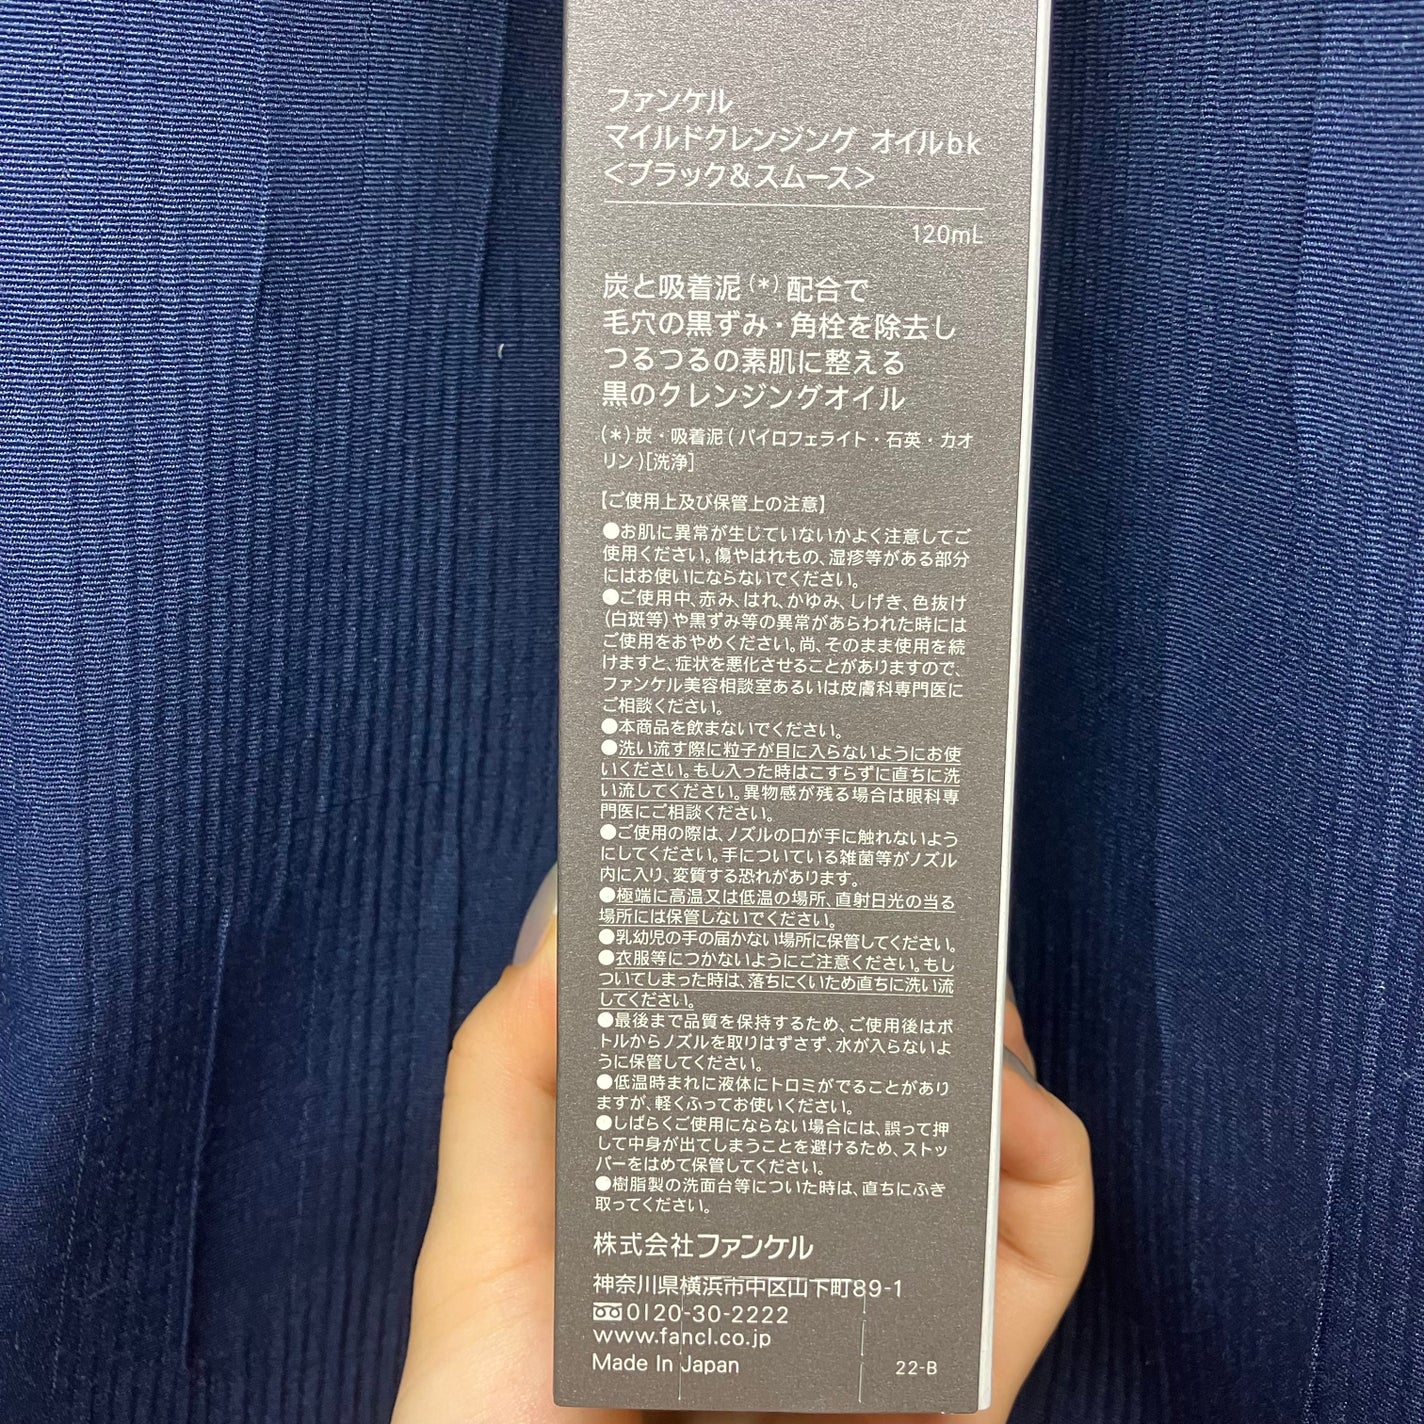 ファンケル
マイルドクレンジング オイルbk
<ブラック&スムース>
120mL
炭と吸着泥(*)配合で
毛穴の黒ずみ・角栓を除去し
つるつるの素肌に整える
黒のクレンジングオイル
(*)炭・吸着泥(パイロフェライト・石英・カオ
リン)[洗浄]
【ご使用上及び保管上の注意】
●お肌に異常が生じていないかよく注意してご
使用ください。傷やはれもの、湿疹等がある部分
にはお使いにならないでください。
●ご使用中、赤み、はれ、かゆみ、しげき、色抜け
(白斑等)や黒ずみ等の異常があらわれた時には
ご使用をおやめください。尚、そのまま使用を続
けますと、症状を悪化させることがありますので、
ファンケル美容相談室あるいは皮膚科専門医に
ご相談ください。
●本商品を飲まないでください。
●洗い流す際に粒子が目に入らないようにお使
いください。もし入った時はこすらずに直ちに洗
い流してください。異物感が残る場合は眼科専
門医にご相談ください。
●ご使用の際は、ノズルの口が手に触れないよう
にしてください。手についている雑菌等がノズル
内に入り、変質する恐れがあります。
●極端に高温又は低温の場所、直射日光の当る
場所には保管しないでください。
●乳幼児の手の届かない場所に保管してください。
●衣服等につかないようにご注意ください。もし
ついてしまった時は、落ちにくいため直ちに洗い流
してください。
●最後まで品質を保持するため、ご使用後はボ
トルからノズルを取りはずさず、水が入らないよ
うに保管してください。
●低温時まれに液体にトロミがでることがあり
ますが、軽くふってお使いください。
●しばらくご使用にならない場合には、誤って押
して中身が出てしまうことを避けるため、ストッ
パーをはめて保管してください。
●樹脂製の洗面台等についた時は、直ちにふき
取ってください。
株式会社ファンケル
神奈川県横浜市中区山下町89-1
0120-30-2222
www.fancl.co.jp
Made In Japan
22-B